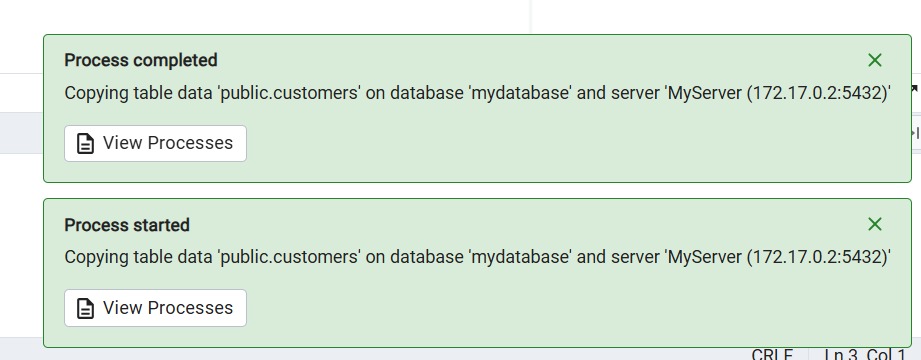 Process completed
Copying table data 'public.customers' on database 'mydatabase' and server 'MyServer (172.17.0.2:5432)'
View Processes
Process started
Copying table data 'public.customers' on database 'mydatabase' and server 'MyServer (172.17.0.2:5432)'
View Processes
CRLF Ln 3, Col 1